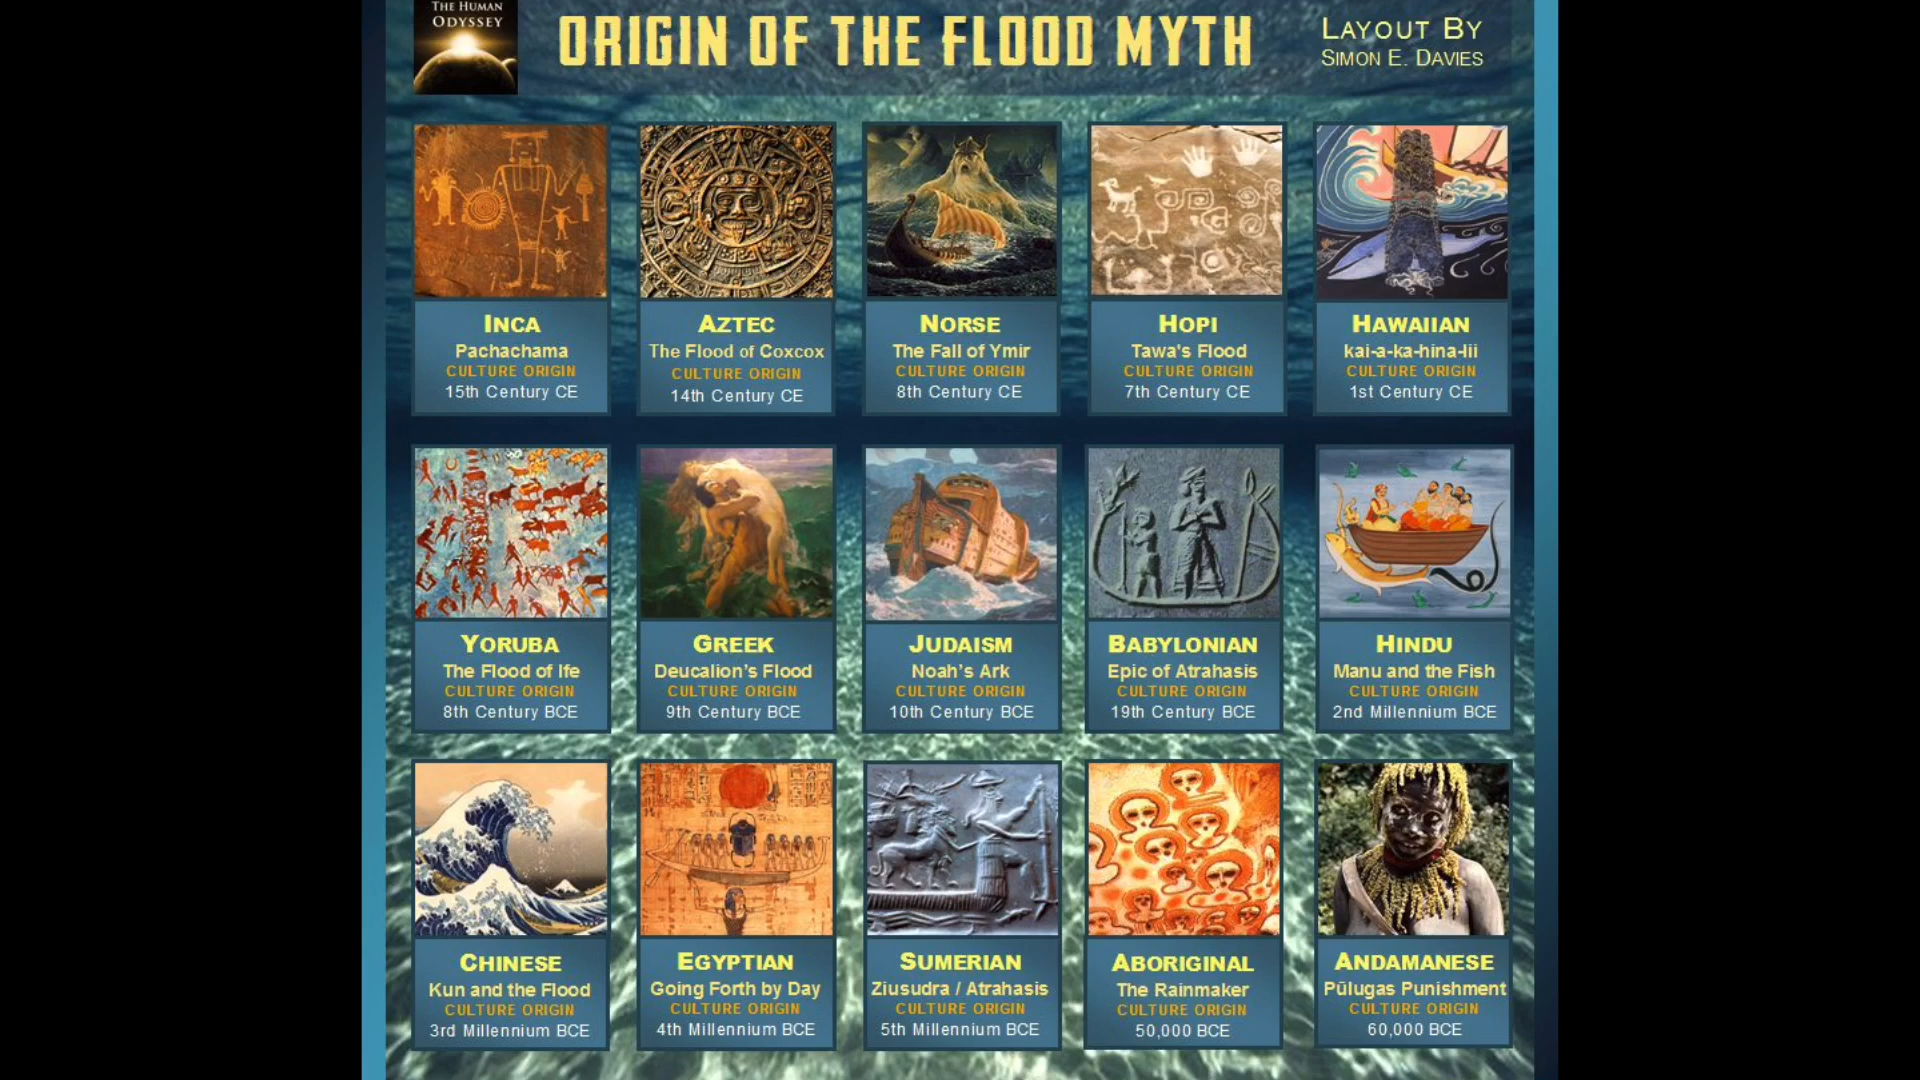 THE HUMAN
ODYSSEY
ORIGIN OF THE FLOOD MYTH
LAYOUT BY
SIMON E. DAVIES
INCA
Pachachama
CULTURE ORIGIN
15th Century CE
AZTEC
The Flood of Coxcox
CULTURE ORIGIN
14th Century CE
NORSE
The Fall of Ymir
CULTURE ORIGIN
8th Century CE
HOPI
Tawa's Flood
CULTURE ORIGIN
7th Century CE
HAWAIIAN
kai-a-ka-hina-lii
CULTURE ORIGIN
1st Century CE
YORUBA
The Flood of Ife
CULTURE ORIGIN
8th Century BCE
GREEK
Deucalion's Flood
CULTURE ORIGIN
9th Century BCE
JUDAISM
Noah's Ark
CULTURE ORIGIN
10th Century BCE
BABYLONIAN
Epic of Atrahasis
CULTURE ORIGIN
19th Century BCE
HINDU
Manu and the Fish
CULTURE ORIGIN
2nd Millennium BCE
CHINESE
Kun and the Flood
CULTURE ORIGIN
3rd Millennium BCE
EGYPTIAN
Going Forth by Day
CULTURE ORIGIN
4th Millennium BCE
SUMERIAN
Ziusudra / Atrahasis
CULTURE ORIGIN
5th Millennium BCE
ABORIGINAL
The Rainmaker
CULTURE ORIGIN
50,000 BCE
ANDAMANESE
Pūlugas Punishment
CULTURE ORIGIN
60,000 BCE